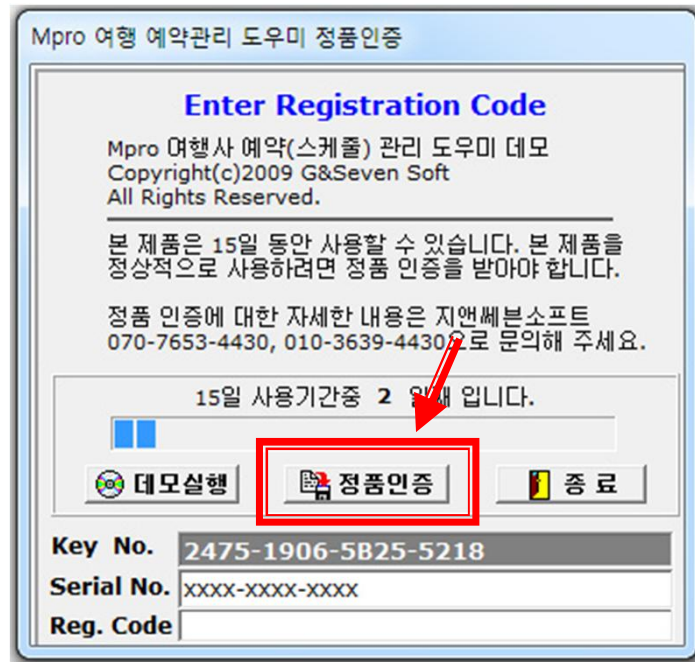 Mpro 여행 예약관리 도우미 정품인증
Enter Registration Code
Mpro 여행사 예약(스케줄) 관리 도우미 데모
Copyright(c)2009 G&Seven Soft
All Rights Reserved.
본 제품은 15일 동안 사용할 수 있습니다. 본 제품을
정상적으로 사용하려면 정품 인증을 받아야 합니다.
정품 인증에 대한 자세한 내용은 지앤쎄븐소프트
070-7653-4430, 010-3639-4430으로 문의해 주세요.
15일 사용기간중 2 일째 입니다.
데모실행 정품인증 종 료
Key No. 2475-1906-5B25-5218
Serial No. xxxx-xxxx-xxxx
Reg. Code